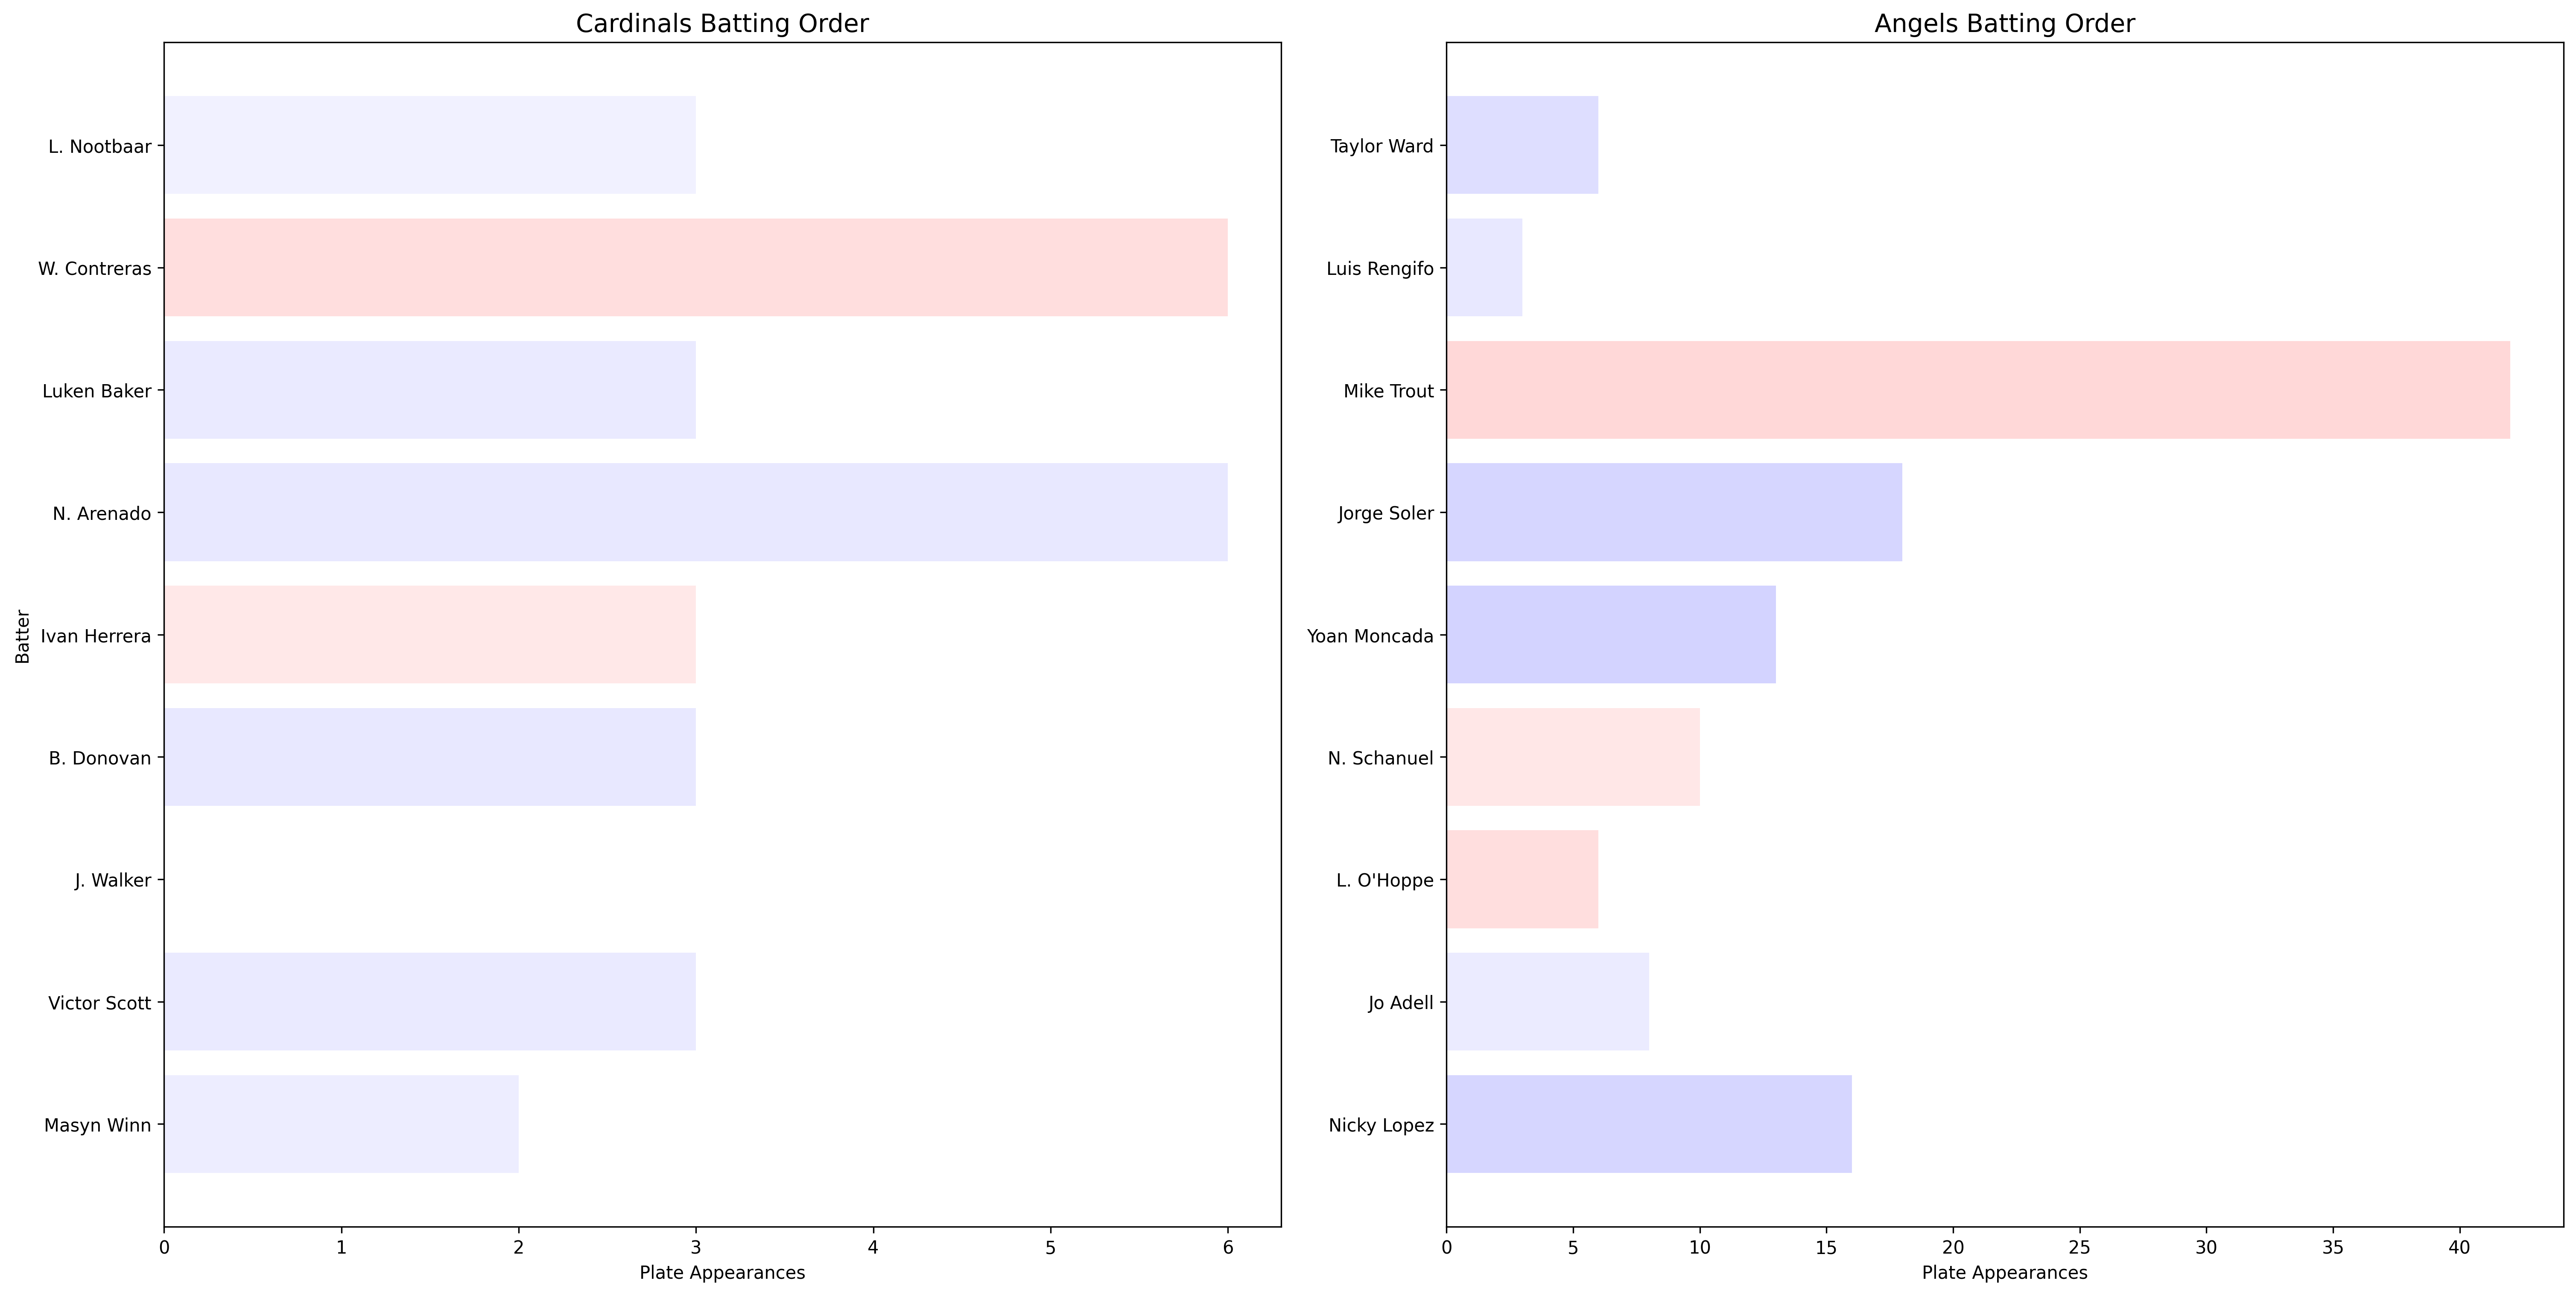 Cardinals Batting Order
Batter
L. Nootbaar
W. Contreras
Luken Baker
N. Arenado
Ivan Herrera
B. Donovan
J. Walker
Victor Scott
Masyn Winn
0 1 2 3 4 5 6
Plate Appearances
Angels Batting Order
Taylor Ward
Luis Rengifo
Mike Trout
Jorge Soler
Yoan Moncada
N. Schanuel
L. O'Hoppe
Jo Adell
Nicky Lopez
0 5 10 15 20 25 30 35 40
Plate Appearances